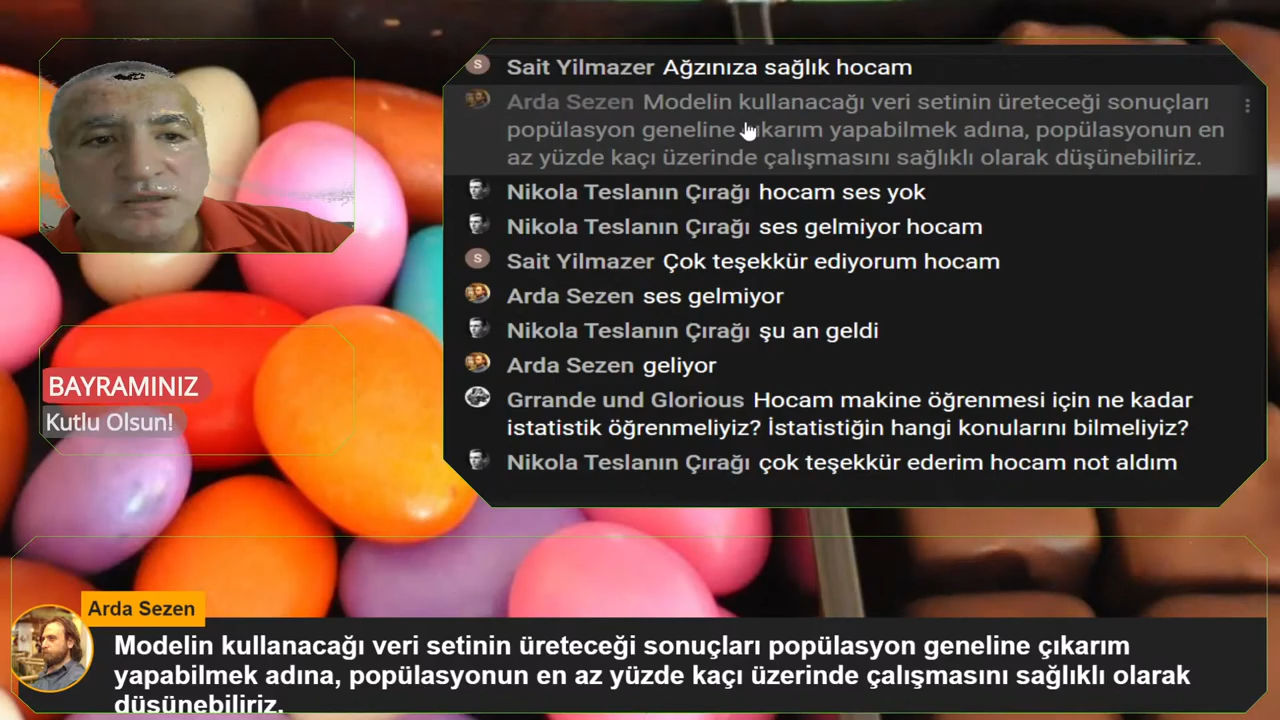 Sait Yilmazer Ağzınıza sağlık hocam
Arda Sezen Modelin kullanacağı veri setinin üreteceği sonuçları
popülasyon geneline çıkarım yapabilmek adına, popülasyonun en
az yüzde kaçı üzerinde çalışmasını sağlıklı olarak düşünebiliriz.
Nikola Teslanın Çırağı hocam ses yok
Nikola Teslanın Çırağı ses gelmiyor hocam
S Sait Yilmazer Çok teşekkür ediyorum hocam
Arda Sezen ses gelmiyor
Nikola Teslanın Çırağı şu an geldi
Arda Sezen geliyor
Grrande und Glorious Hocam makine öğrenmesi için ne kadar
istatistik öğrenmeliyiz? İstatistiğin hangi konularını bilmeliyiz?
Nikola Teslanın Çırağı çok teşekkür ederim hocam not aldım
BAYRAMINIZ
Kutlu Olsun!
Arda Sezen
Modelin kullanacağı veri setinin üreteceği sonuçları popülasyon geneline çıkarım
yapabilmek adına, popülasyonun en az yüzde kaçı üzerinde çalışmasını sağlıklı olarak
düşünebiliriz.